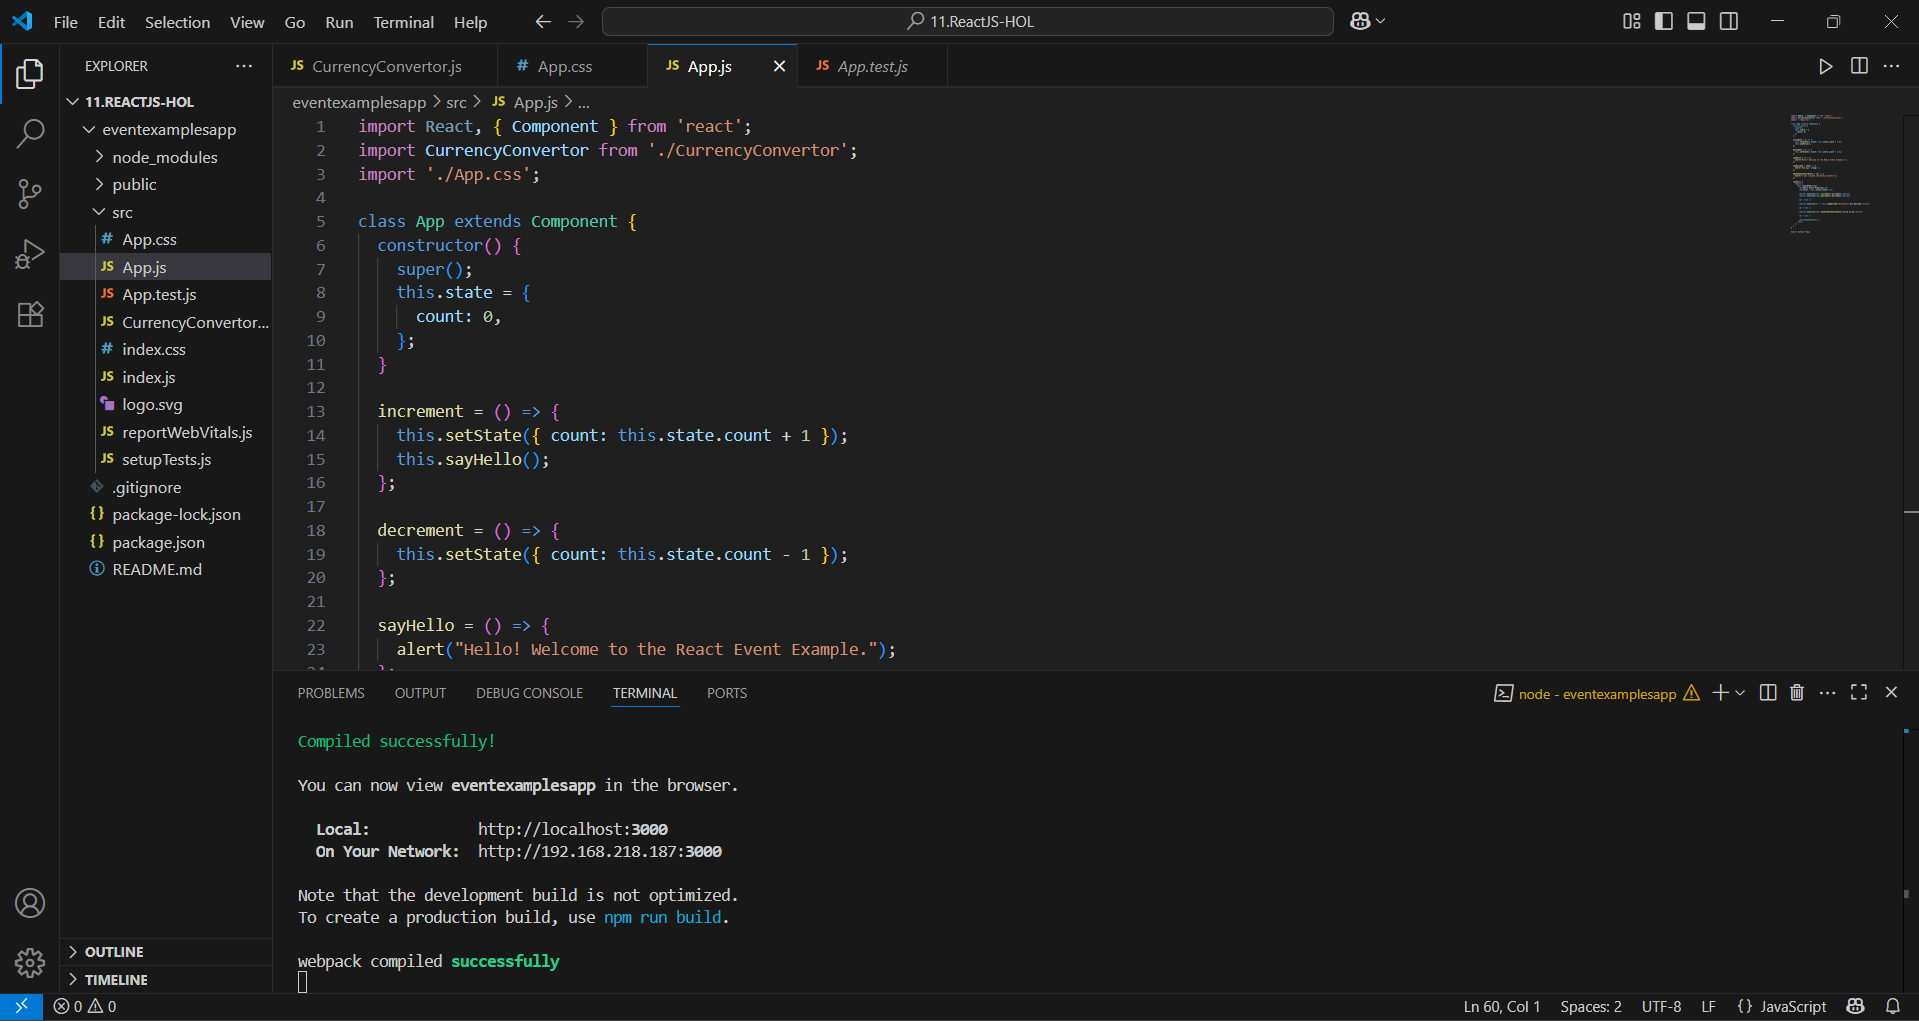 File Edit Selection View Go Run Terminal Help
11.ReactJS-HOL
EXPLORER
11.REACTJS-HOL
eventexamplesapp
node_modules
public
src
# App.css
JS App.js
JS App.test.js
JS CurrencyConvertor...
# index.css
JS index.js
logo.svg
JS reportWebVitals.js
JS setupTests.js
.gitignore
{} package-lock.json
{} package.json
README.md
OUTLINE
TIMELINE
JS CurrencyConvertor.js
# App.css
JS App.js
JS App.test.js
eventexamplesapp > src > JS App.js > ...
1 import React, { Component } from 'react';
2 import CurrencyConvertor from './CurrencyConvertor';
3 import './App.css';
4
5 class App extends Component {
6 constructor() {
7 super();
8 this.state = {
9 count: 0,
10 };
11 }
12
13 increment = () => {
14 this.setState({ count: this.state.count + 1 });
15 this.sayHello();
16 };
17
18 decrement = () => {
19 this.setState({ count: this.state.count - 1 });
20 };
21
22 sayHello = () => {
23 alert("Hello! Welcome to the React Event Example.");
PROBLEMS OUTPUT DEBUG CONSOLE TERMINAL PORTS
node - eventexamplesapp
Compiled successfully!
You can now view eventexamplesapp in the browser.
Local: http://localhost:3000
On Your Network: http://192.168.218.187:3000
Note that the development build is not optimized.
To create a production build, use npm run build.
webpack compiled successfully
0 0
Ln 60, Col 1 Spaces: 2 UTF-8 LF {} JavaScript